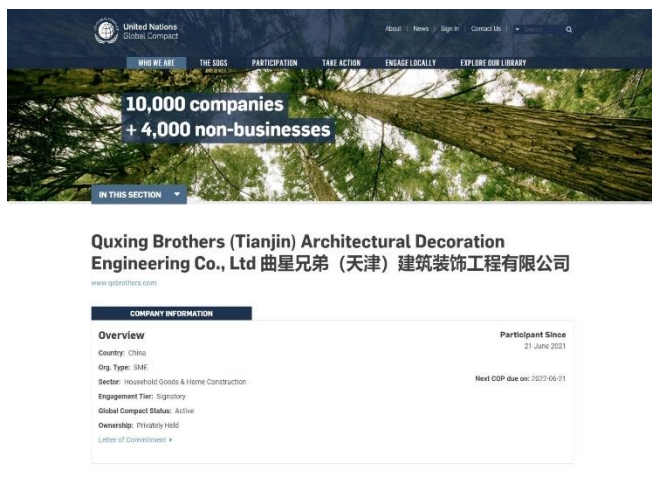 United Nations
Global Compact
About | News | Sign In | Contact Us | Search
WHO WE ARE THE SDGS PARTICIPATION TAKE ACTION ENGAGE LOCALLY EXPLORE OUR LIBRARY
10,000 companies
+ 4,000 non-businesses
IN THIS SECTION
Quxing Brothers (Tianjin) Architectural Decoration
Engineering Co., Ltd 曲星兄弟（天津）建筑装饰工程有限公司
www.qxbrothers.com
COMPANY INFORMATION
Overview
Country: China
Org. Type: SME
Sector: Household Goods & Home Construction
Engagement Tier: Signatory
Global Compact Status: Active
Ownership: Privately Held
Letter of Commitment
Participant Since
21 June 2021
Next COP due on: 2022-06-21